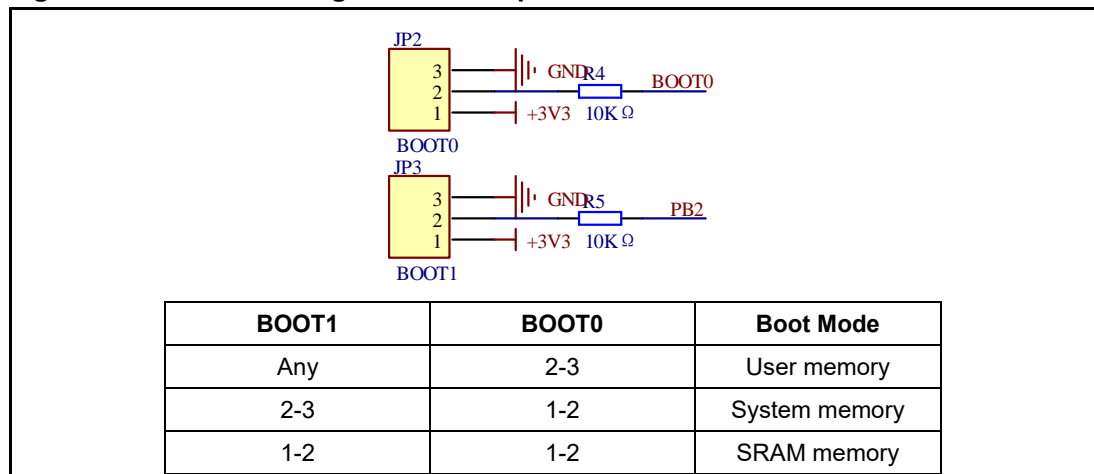 JP2
3 GND R4 BOOT0
2
1 +3V3 10K Ω
BOOT0
JP3
3 GND R5 PB2
2
1 +3V3 10K Ω
BOOT1
BOOT1 BOOT0 Boot Mode
Any 2-3 User memory
2-3 1-2 System memory
1-2 1-2 SRAM memory